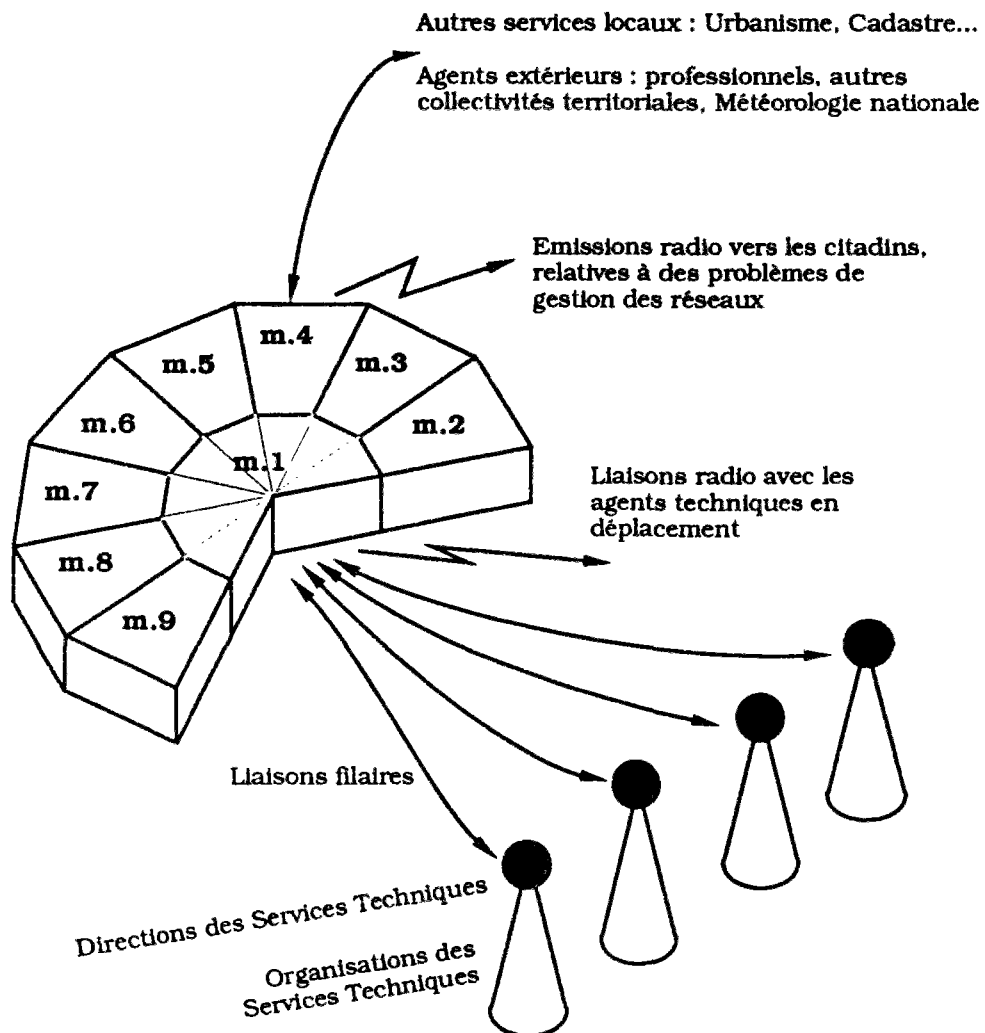 Autres services locaux : Urbanisme, Cadastre...
Agents extérieurs : professionnels, autres
collectivités territoriales, Météorologie nationale
Emissions radio vers les citadins,
relatives à des problèmes de
gestion des réseaux
m.4
m.5
m.3
m.6
m.2
m.1
m.7
m.8
m.9
Liaisons radio avec les
agents techniques en
déplacement
Liaisons filaires
Directions des Services Techniques
Organisations des
Services Techniques